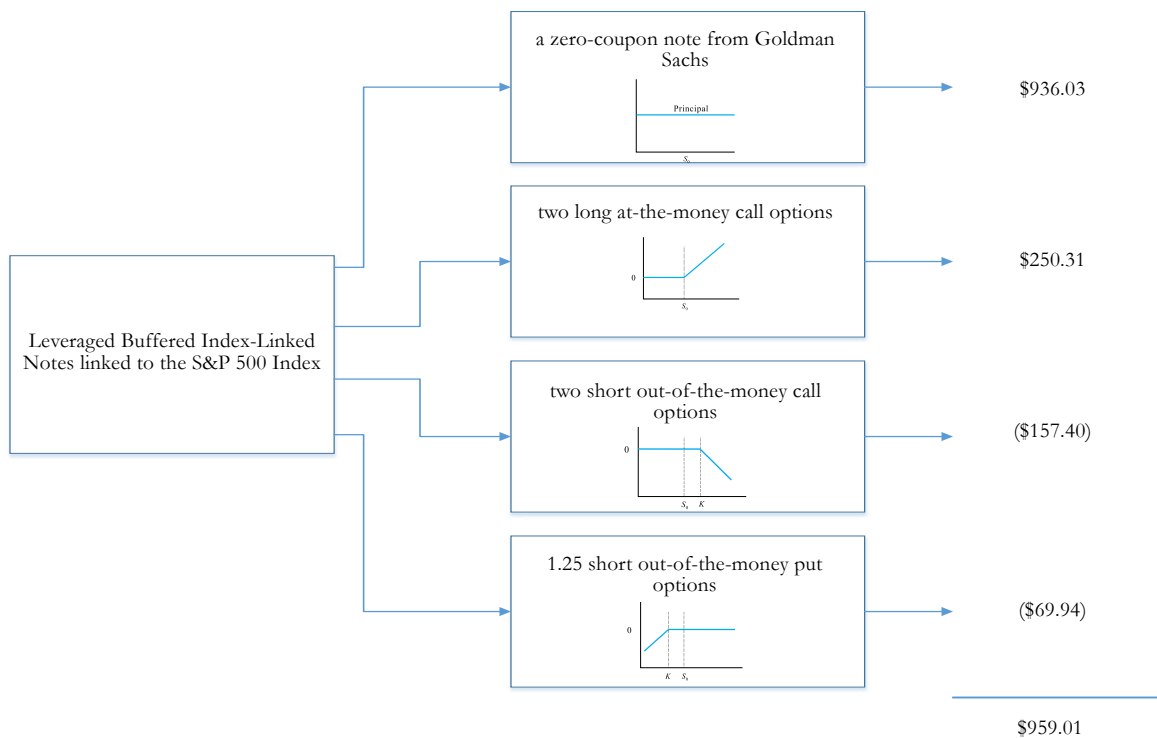 Leveraged Buffered Index-Linked
Notes linked to the S&P 500 Index
a zero-coupon note from Goldman
Sachs
Principal
S₀
$936.03
two long at-the-money call options
0
S₀
$250.31
two short out-of-the-money call
options
0
S₀ K
($157.40)
1.25 short out-of-the-money put
options
0
K S₀
($69.94)
$959.01